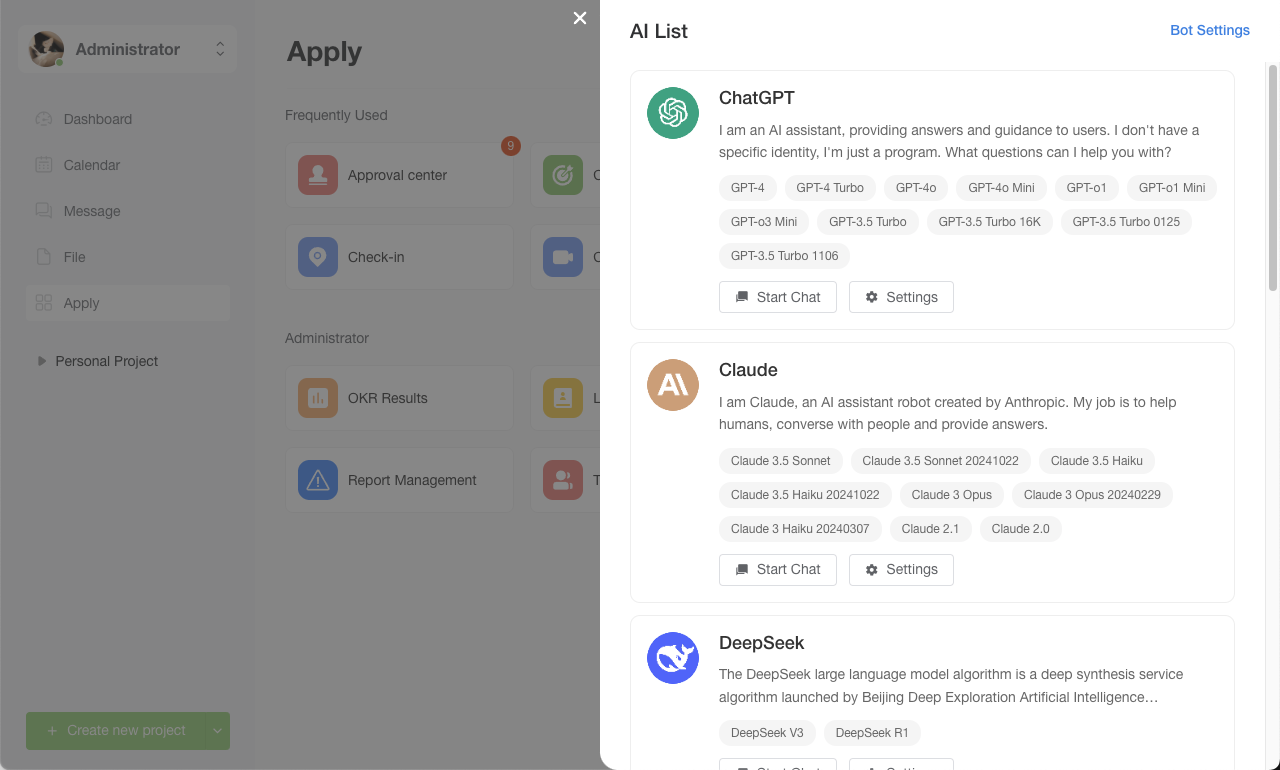 Administrator
Dashboard
Calendar
Message
File
Apply
Personal Project
+ Create new project
Apply
Frequently Used
9
Approval center
Check-in
Administrator
OKR Results
Report Management
AI List
Bot Settings
ChatGPT
I am an AI assistant, providing answers and guidance to users. I don't have a
specific identity, I'm just a program. What questions can I help you with?
GPT-4 GPT-4 Turbo GPT-4o GPT-4o Mini GPT-o1 GPT-o1 Mini
GPT-o3 Mini GPT-3.5 Turbo GPT-3.5 Turbo 16K GPT-3.5 Turbo 0125
GPT-3.5 Turbo 1106
Start Chat Settings
Claude
I am Claude, an AI assistant robot created by Anthropic. My job is to help
humans, converse with people and provide answers.
Claude 3.5 Sonnet Claude 3.5 Sonnet 20241022 Claude 3.5 Haiku
Claude 3.5 Haiku 20241022 Claude 3 Opus Claude 3 Opus 20240229
Claude 3 Haiku 20240307 Claude 2.1 Claude 2.0
Start Chat Settings
DeepSeek
The DeepSeek large language model algorithm is a deep synthesis service
algorithm launched by Beijing Deep Exploration Artificial Intelligence…
DeepSeek V3 DeepSeek R1